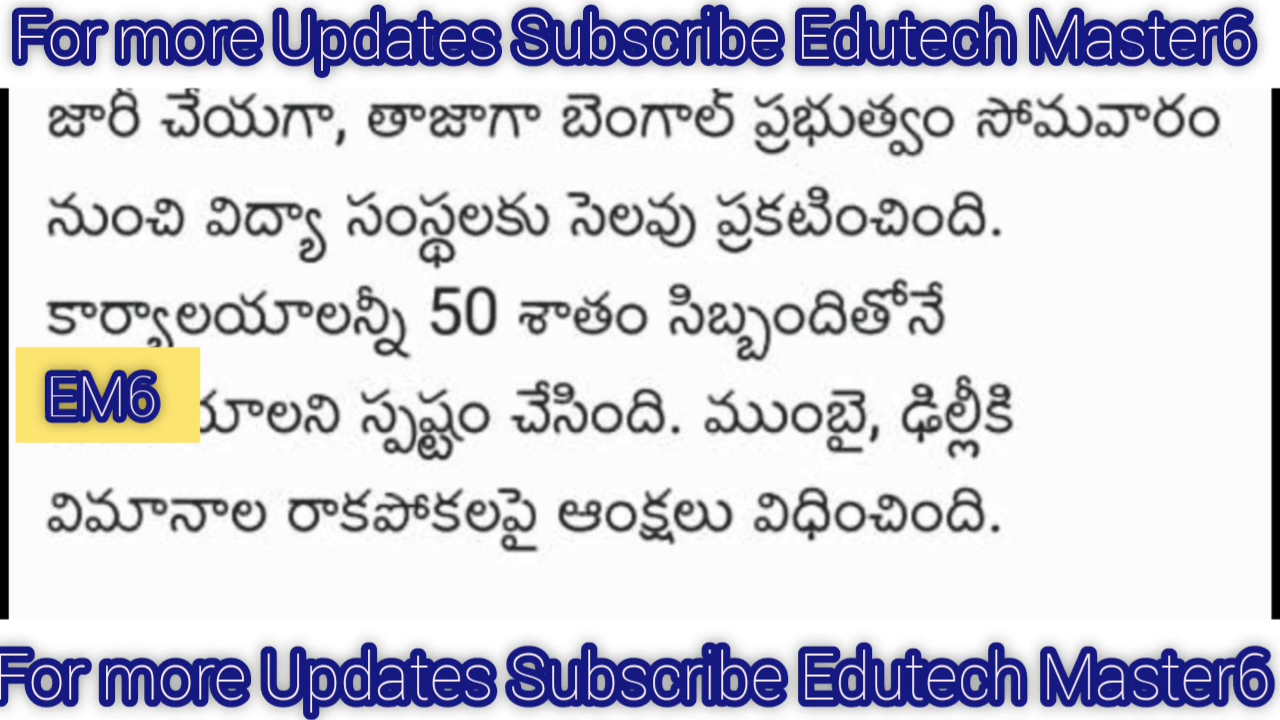 For more Updates Subscribe Edutech Master6
జారీ చేయగా, తాజాగా బెంగాల్ ప్రభుత్వం సోమవారం
నుంచి విద్యా సంస్థలకు సెలవు ప్రకటించింది.
కార్యాలయాలన్నీ 50 శాతం సిబ్బందితోనే
EM6
స్పష్టం చేసింది. ముంబై, ఢిల్లీకి
విమానాల రాకపోకలపై ఆంక్షలు విధించింది.
For more Updates Subscribe Edutech Master6